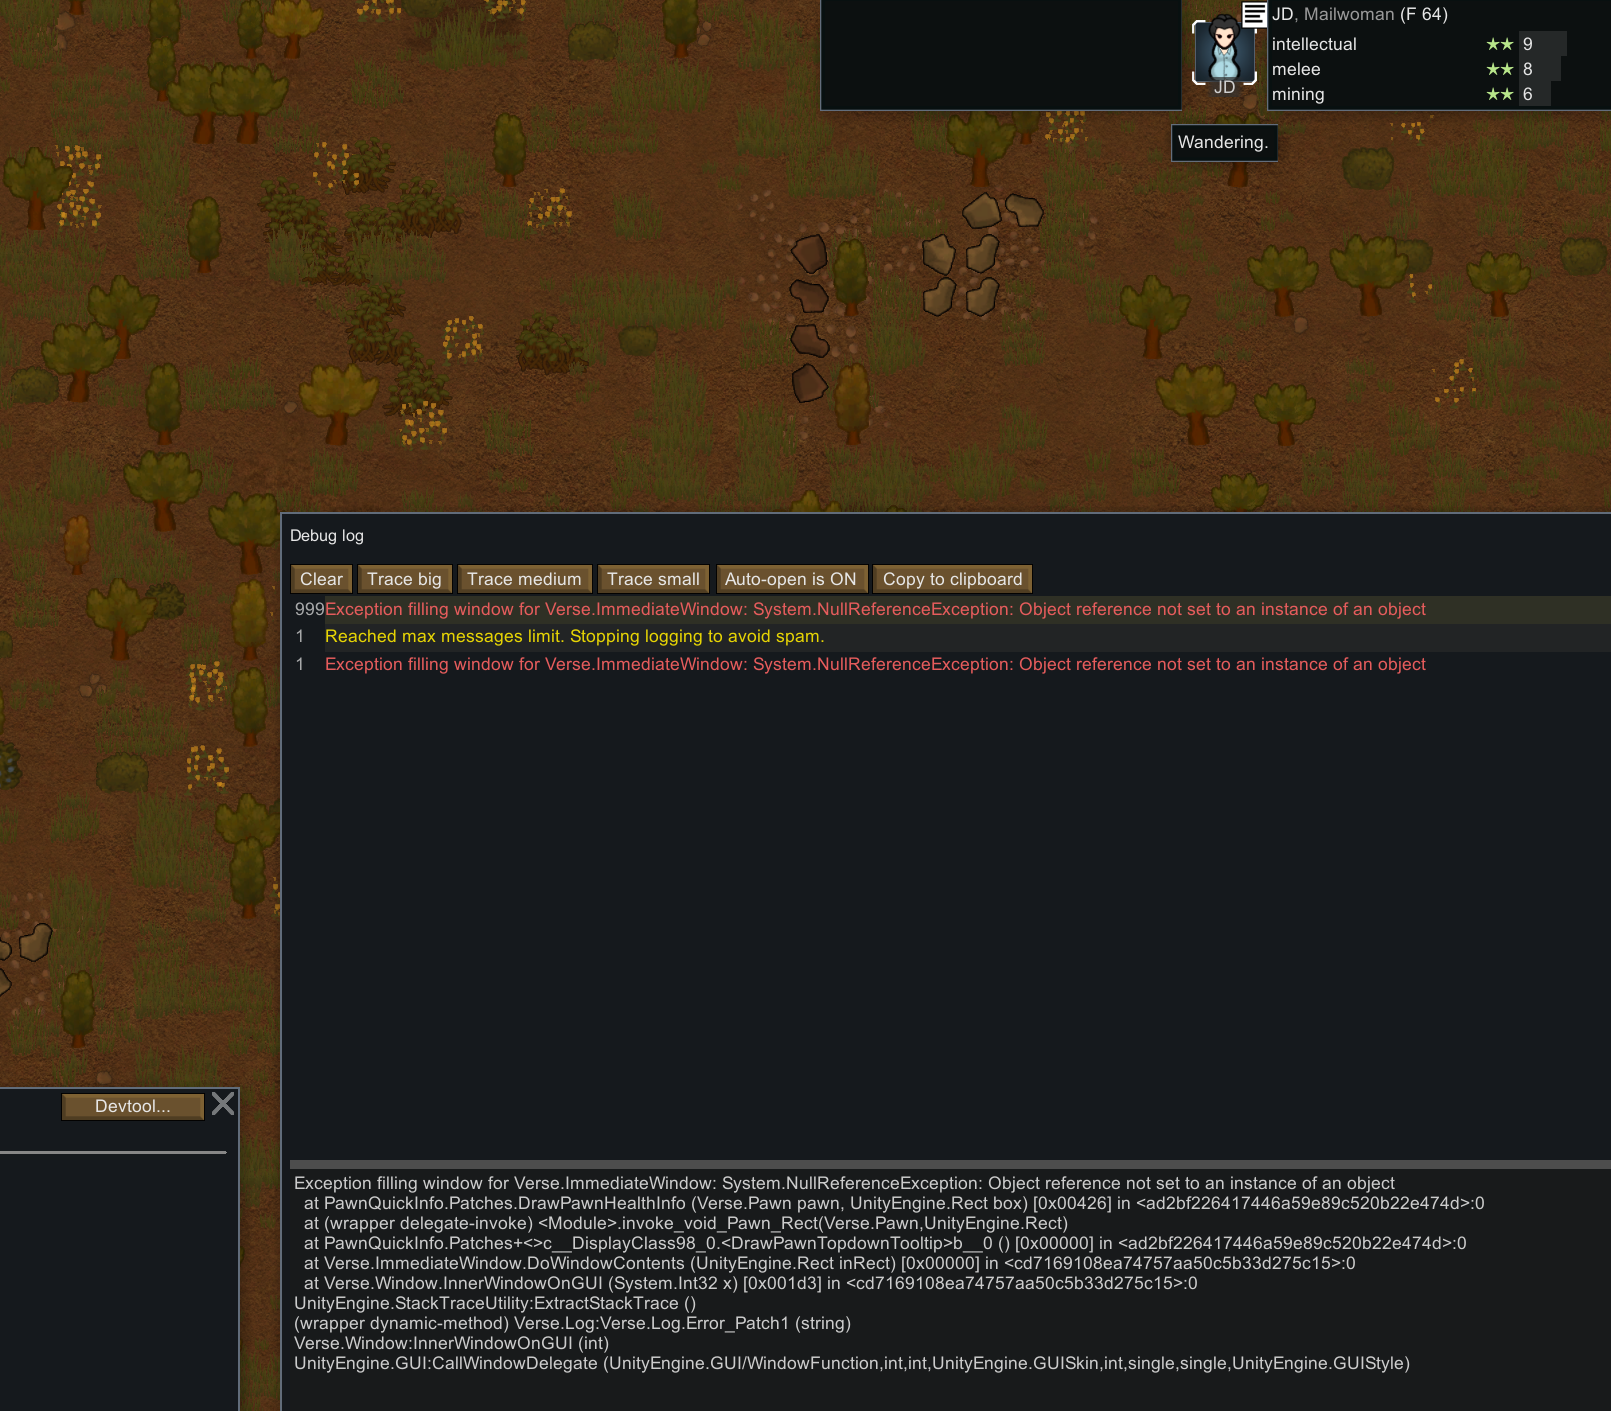 JD, Mailwoman (F 64)
intellectual ★★ 9
melee ★★ 8
mining ★★ 6
JD
Wandering.
Debug log
Clear Trace big Trace medium Trace small Auto-open is ON Copy to clipboard
999 Exception filling window for Verse.ImmediateWindow: System.NullReferenceException: Object reference not set to an instance of an object
1 Reached max messages limit. Stopping logging to avoid spam.
1 Exception filling window for Verse.ImmediateWindow: System.NullReferenceException: Object reference not set to an instance of an object
Devtool...
Exception filling window for Verse.ImmediateWindow: System.NullReferenceException: Object reference not set to an instance of an object
at PawnQuickInfo.Patches.DrawPawnHealthInfo (Verse.Pawn pawn, UnityEngine.Rect box) [0x00426] in <ad2bf226417446a59e89c520b22e474d>:0
at (wrapper delegate-invoke) <Module>.invoke_void_Pawn_Rect(Verse.Pawn,UnityEngine.Rect)
at PawnQuickInfo.Patches+<>c__DisplayClass98_0.<DrawPawnTopdownTooltip>b__0 () [0x00000] in <ad2bf226417446a59e89c520b22e474d>:0
at Verse.ImmediateWindow.DoWindowContents (UnityEngine.Rect inRect) [0x00000] in <cd7169108ea74757aa50c5b33d275c15>:0
at Verse.Window.InnerWindowOnGUI (System.Int32 x) [0x001d3] in <cd7169108ea74757aa50c5b33d275c15>:0
UnityEngine.StackTraceUtility:ExtractStackTrace ()
(wrapper dynamic-method) Verse.Log:Verse.Log.Error_Patch1 (string)
Verse.Window:InnerWindowOnGUI (int)
UnityEngine.GUI:CallWindowDelegate (UnityEngine.GUI/WindowFunction,int,int,UnityEngine.GUISkin,int,single,single,UnityEngine.GUIStyle)